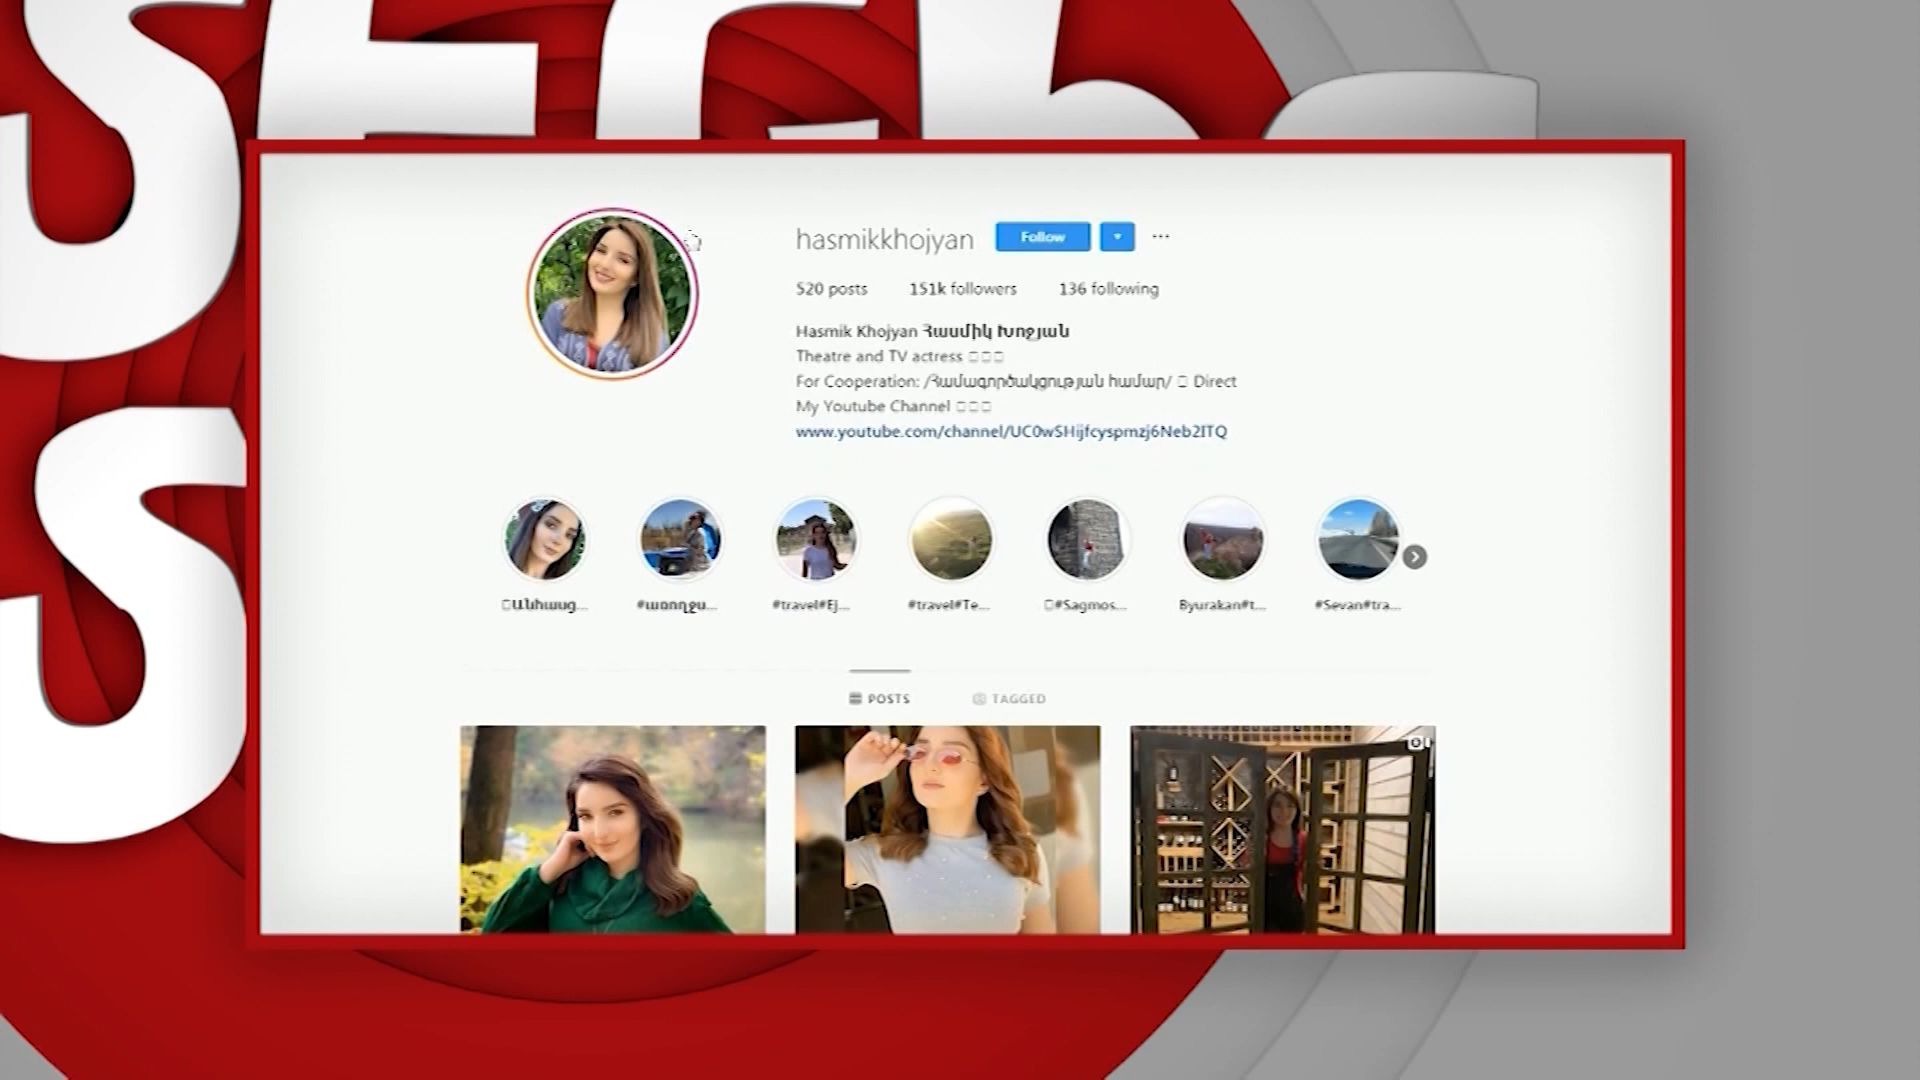 hasmikkhojyan Follow
520 posts 151k followers 136 following
Hasmik Khojyan Հասմիկ Խոջյան
Theatre and TV actress
For Cooperation: /Համագործակցության համար/ Direct
My Youtube Channel
www.youtube.com/channel/UC0wSHijfcyspmzj6Neb2ITQ
Անհասց... #առողջս... #travel#Ej... #travel#Te... #Sagmos... Byurakan#t... #Sevan#tra...
POSTS TAGGED